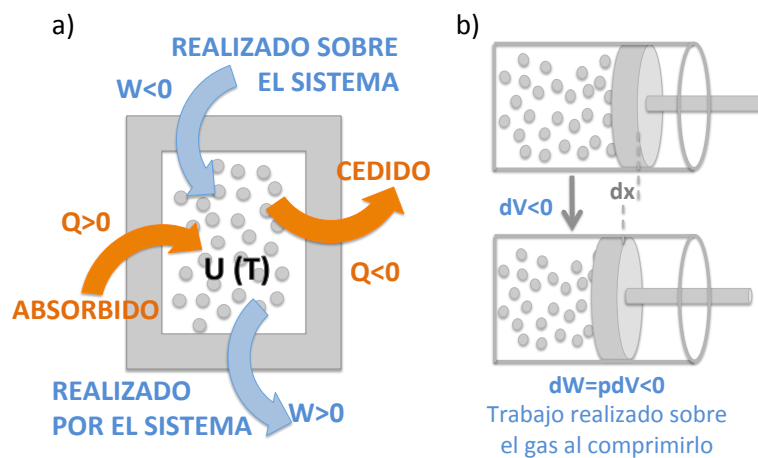 a)
REALIZADO SOBRE
EL SISTEMA
W<0
CEDIDO
Q>0
U (T)
Q<0
ABSORBIDO
REALIZADO
POR EL SISTEMA
W>0
b)
dx
dV<0
dW=pdV<0
Trabajo realizado sobre
el gas al comprimirlo